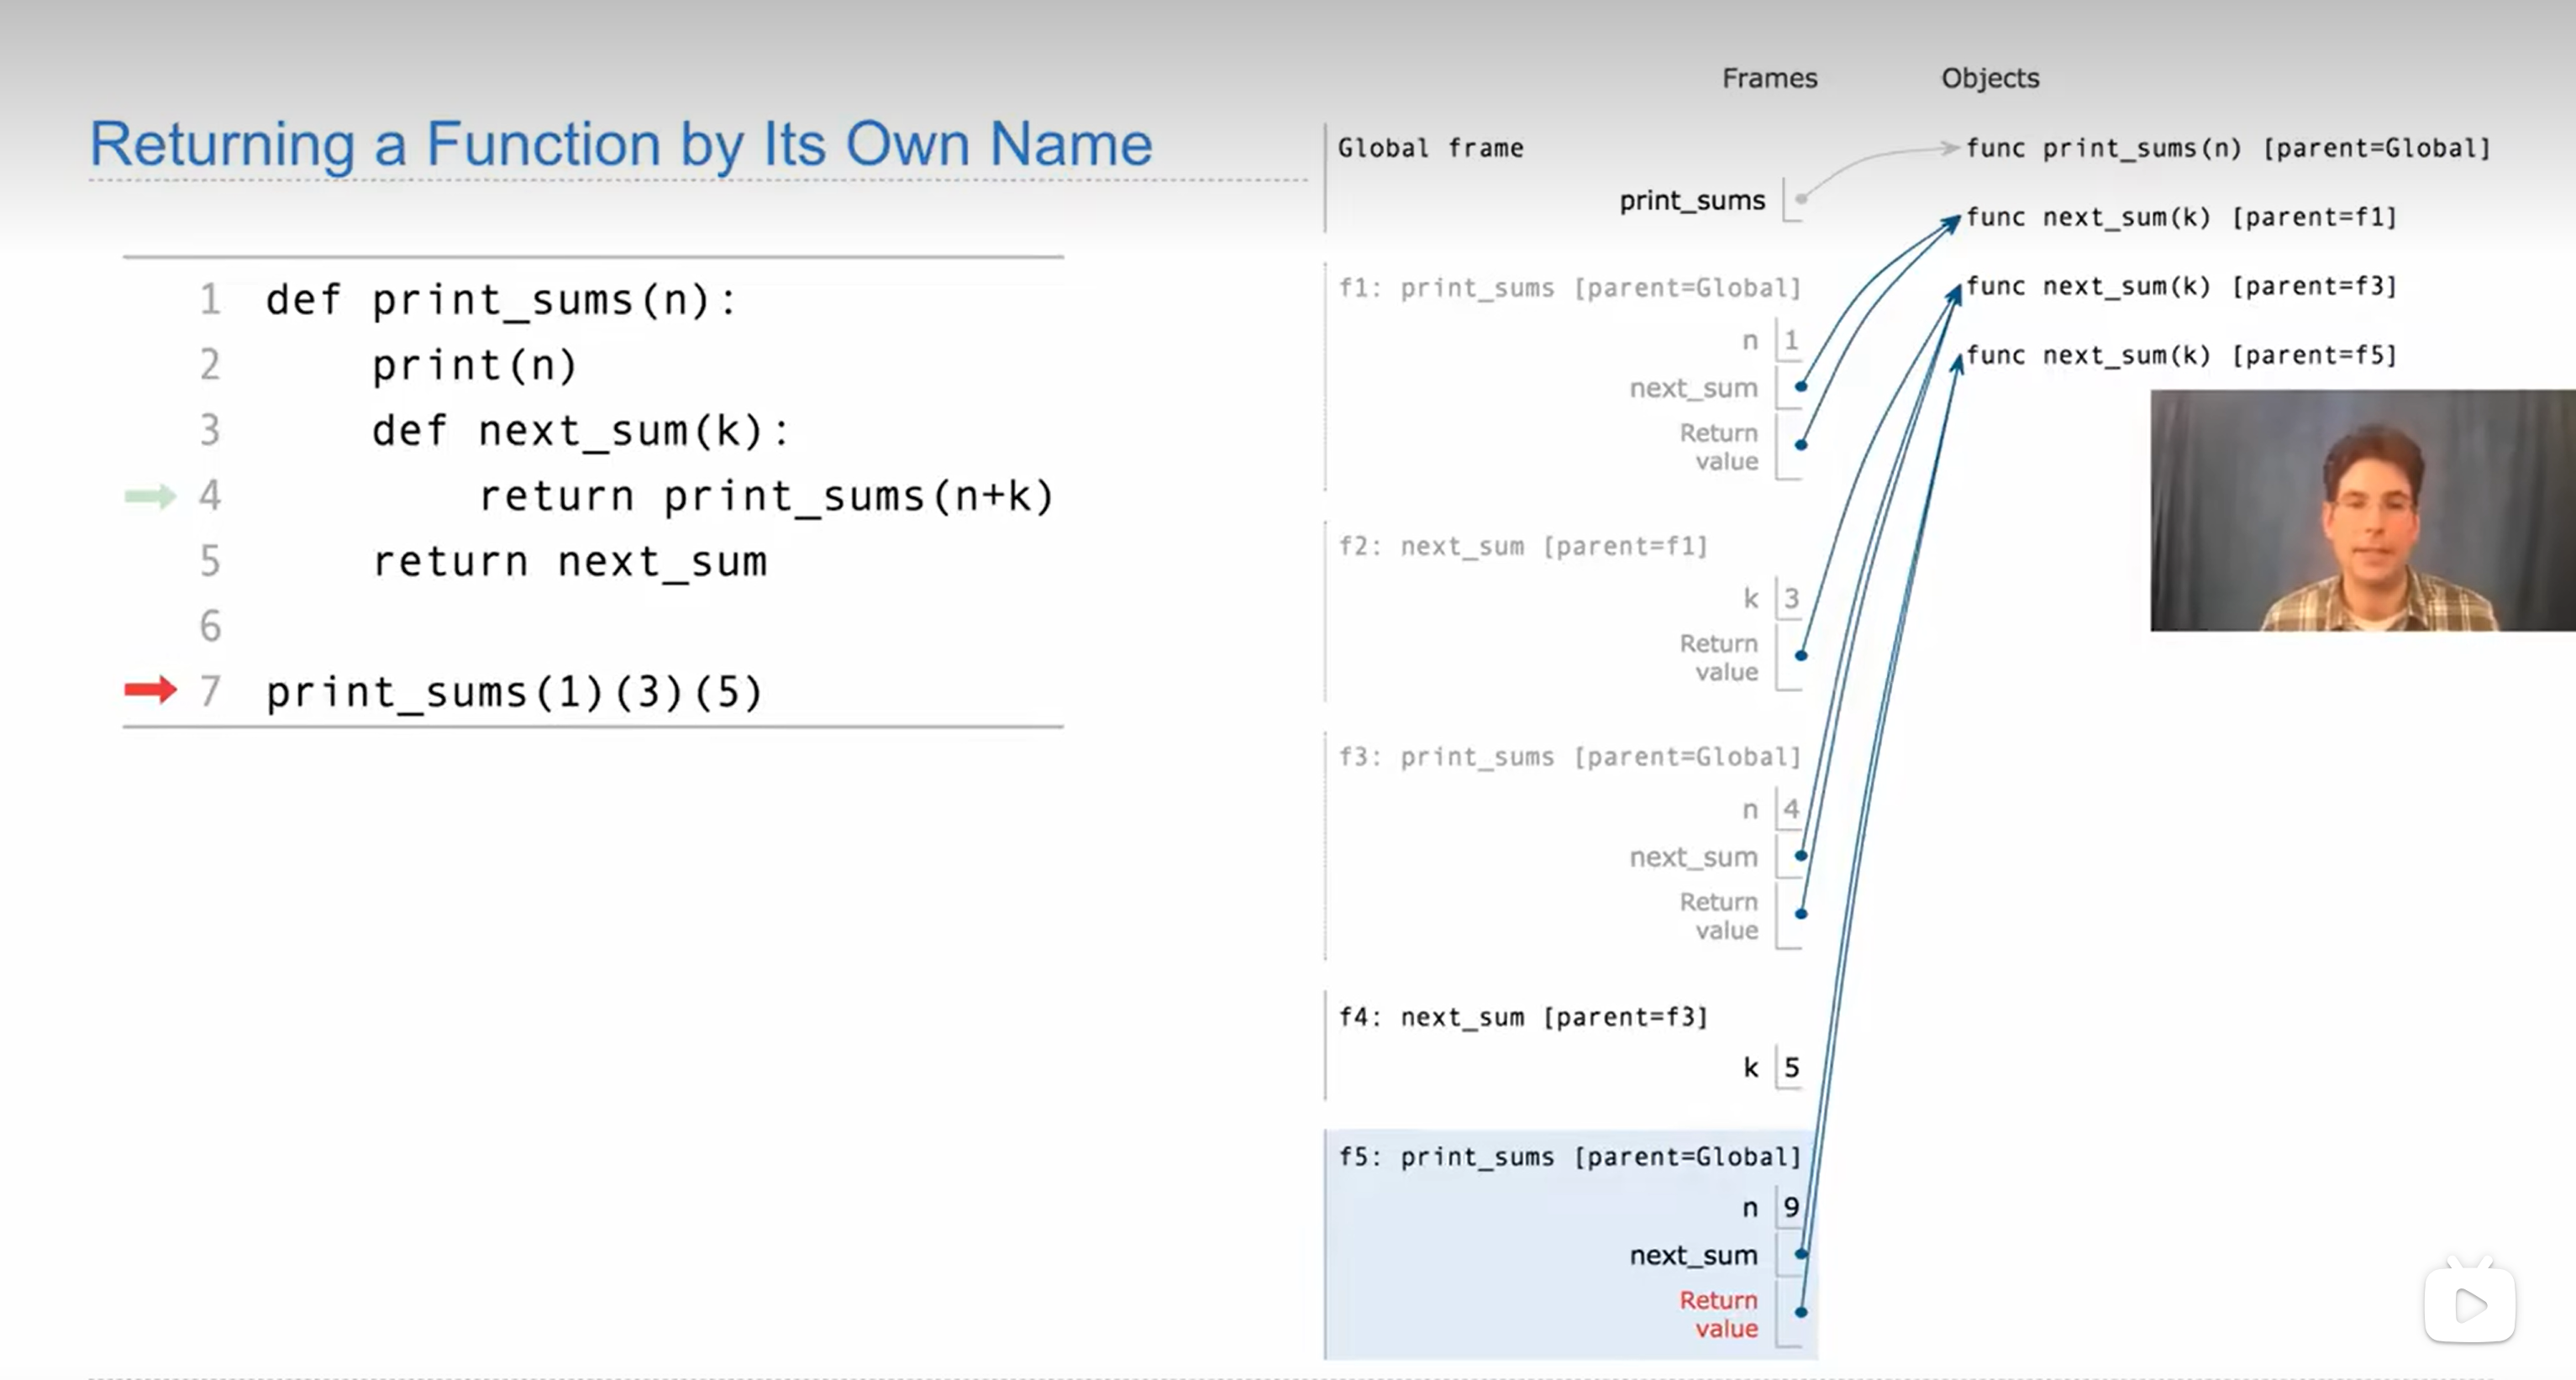 Returning a Function by Its Own Name
1 def print_sums(n):
2 print(n)
3 def next_sum(k):
4 return print_sums(n+k)
5 return next_sum
6
7 print_sums(1)(3)(5)
Frames Objects
Global frame
print_sums
func print_sums(n) [parent=Global]
func next_sum(k) [parent=f1]
func next_sum(k) [parent=f3]
func next_sum(k) [parent=f5]
f1: print_sums [parent=Global]
n 1
next_sum
Return
value
f2: next_sum [parent=f1]
k 3
Return
value
f3: print_sums [parent=Global]
n 4
next_sum
Return
value
f4: next_sum [parent=f3]
k 5
f5: print_sums [parent=Global]
n 9
next_sum
Return
value